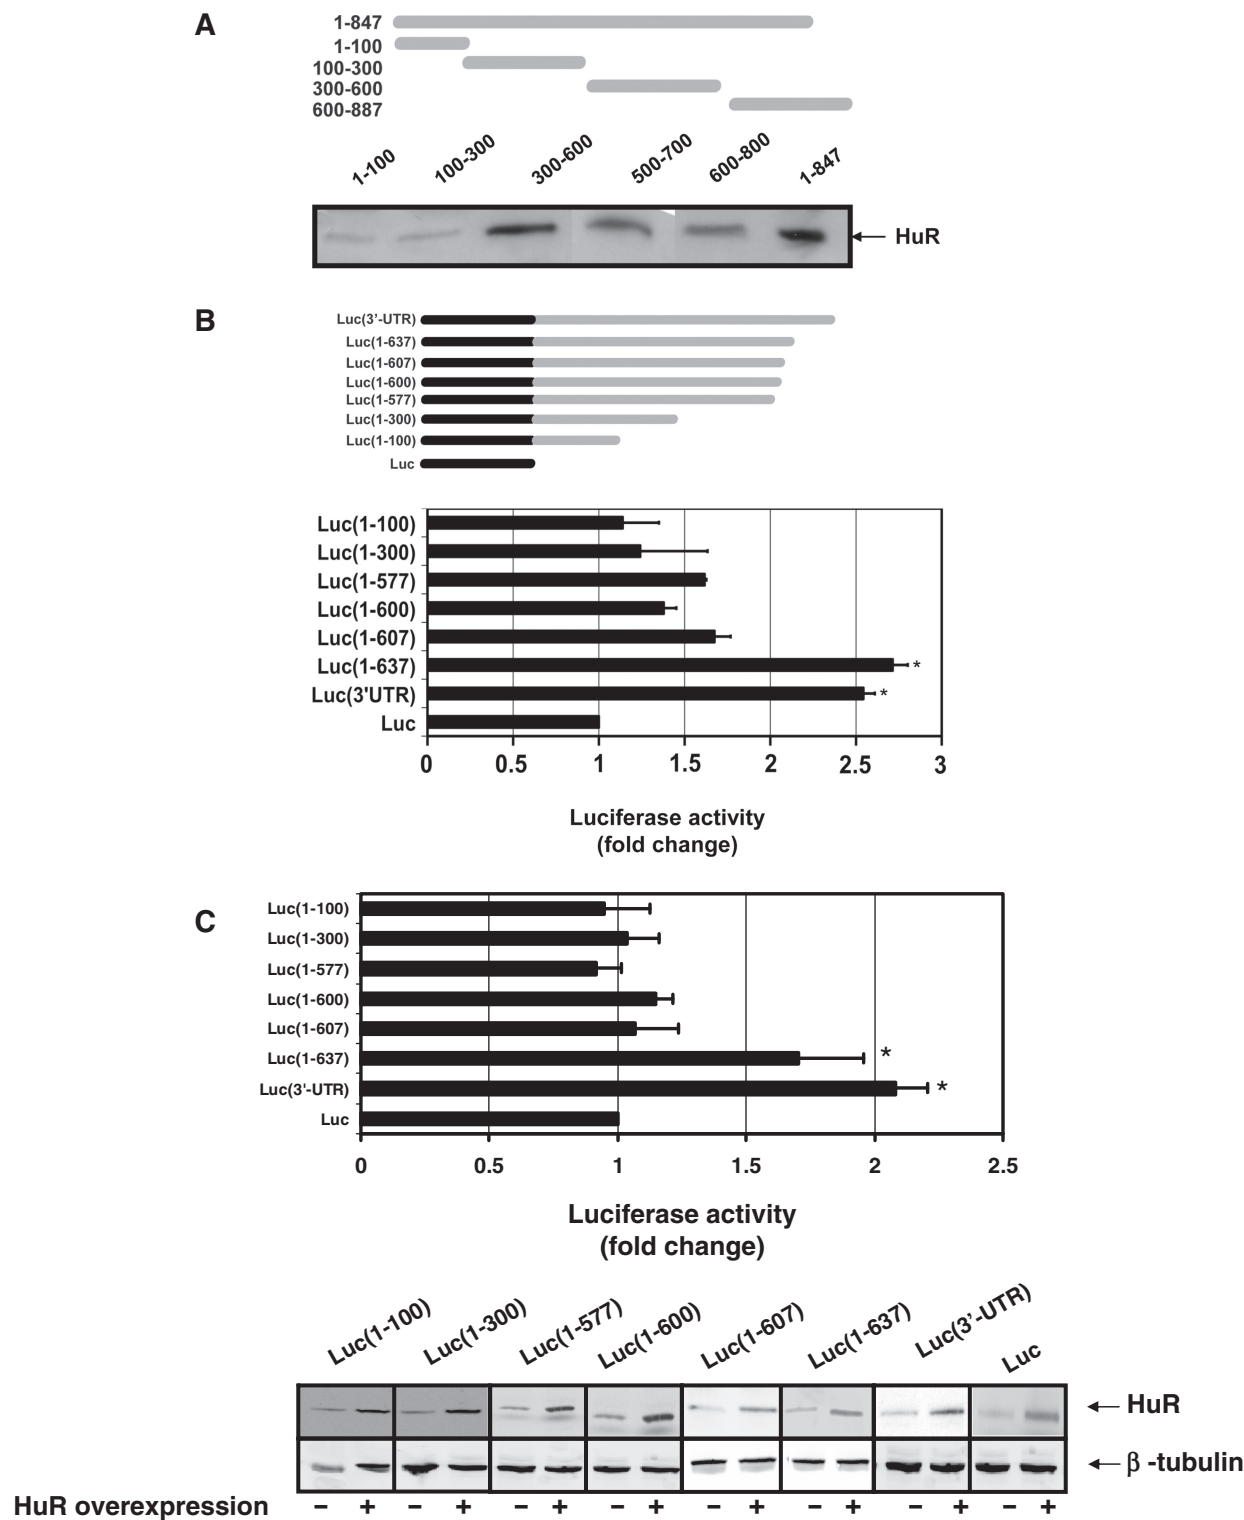 A
1-847
1-100
100-300
300-600
600-887
1-100
100-300
300-600
500-700
600-800
1-847
HuR
B
Luc(3’-UTR)
Luc(1-637)
Luc(1-607)
Luc(1-600)
Luc(1-577)
Luc(1-300)
Luc(1-100)
Luc
Luc(1-100)
Luc(1-300)
Luc(1-577)
Luc(1-600)
Luc(1-607)
Luc(1-637) *
Luc(3'UTR) *
Luc
0 0.5 1 1.5 2 2.5 3
Luciferase activity
(fold change)
C
Luc(1-100)
Luc(1-300)
Luc(1-577)
Luc(1-600)
Luc(1-607)
Luc(1-637) *
Luc(3'-UTR) *
Luc
0 0.5 1 1.5 2 2.5
Luciferase activity
(fold change)
Luc(1-100)
Luc(1-300)
Luc(1-577)
Luc(1-600)
Luc(1-607)
Luc(1-637)
Luc(3’-UTR)
Luc
HuR
β -tubulin
HuR overexpression − + − + − + − + − + − + − + − +